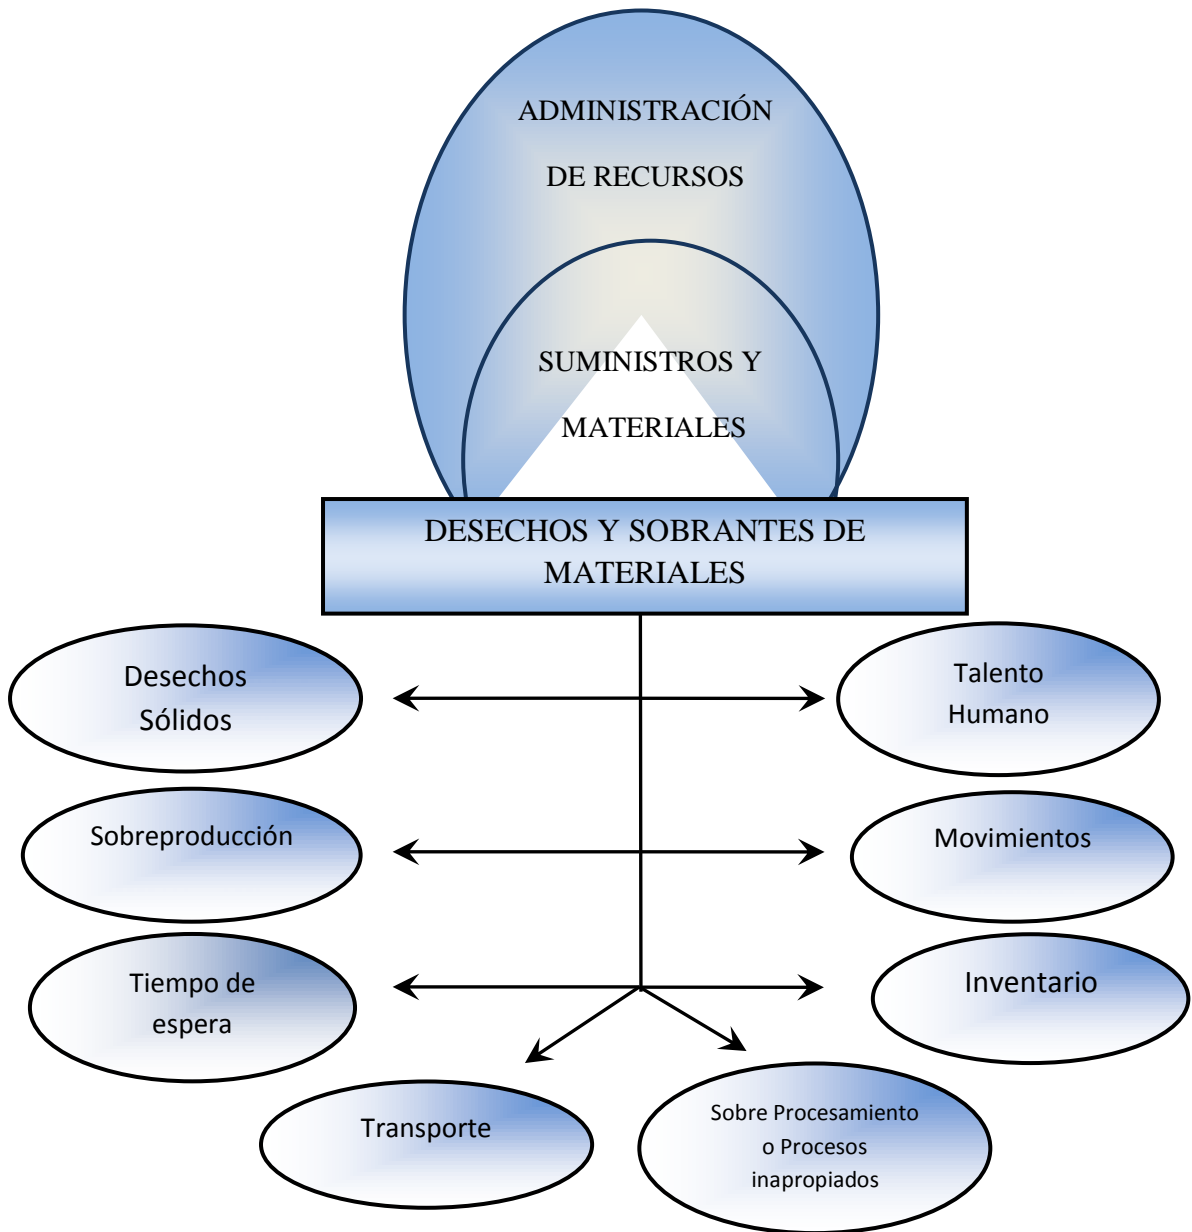 ADMINISTRACIÓN
DE RECURSOS
SUMINISTROS Y
MATERIALES
DESECHOS Y SOBRANTES DE
MATERIALES
Desechos
Sólidos
Talento
Humano
Sobreproducción
Movimientos
Tiempo de
espera
Inventario
Transporte
Sobre Procesamiento
o Procesos
inapropiados